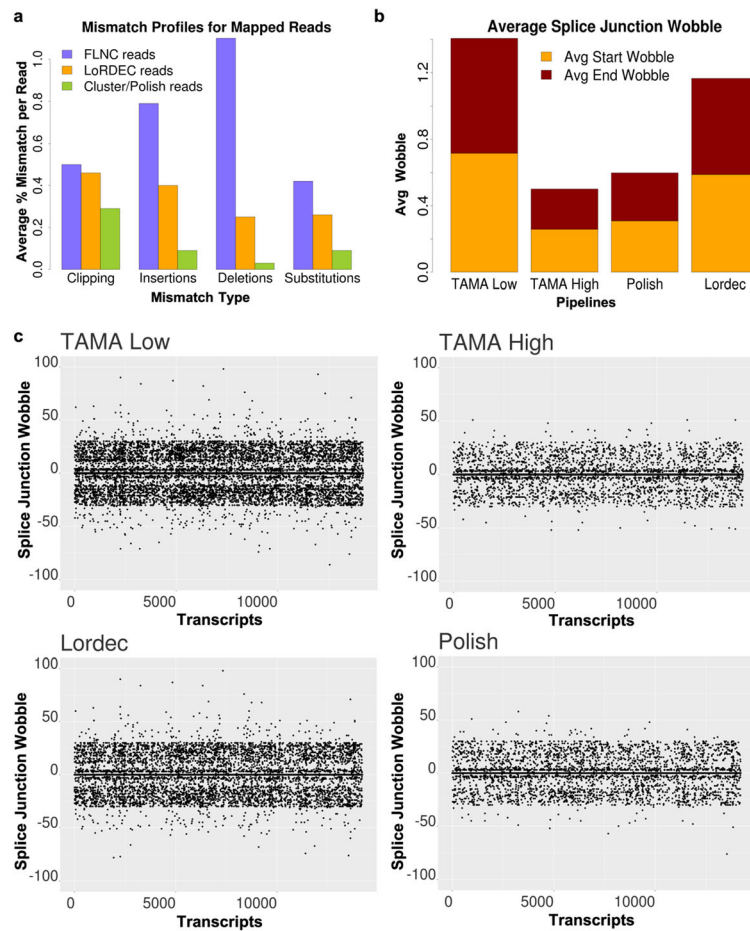 a
Mismatch Profiles for Mapped Reads
FLNC reads
LoRDEC reads
Cluster/Polish reads
Average % Mismatch per Read
0.0 0.2 0.4 0.6 0.8 1.0
Clipping Insertions Deletions Substitutions
Mismatch Type
b
Average Splice Junction Wobble
Avg Start Wobble
Avg End Wobble
Avg Wobble
0.0 0.4 0.8 1.2
TAMA Low TAMA High Polish Lordec
Pipelines
c
TAMA Low
Splice Junction Wobble
100
50
0
-50
-100
0 5000 10000
Transcripts
TAMA High
Splice Junction Wobble
100
50
0
-50
-100
0 5000 10000
Transcripts
Lordec
Splice Junction Wobble
100
50
0
-50
-100
0 5000 10000
Transcripts
Polish
Splice Junction Wobble
100
50
0
-50
-100
0 5000 10000
Transcripts